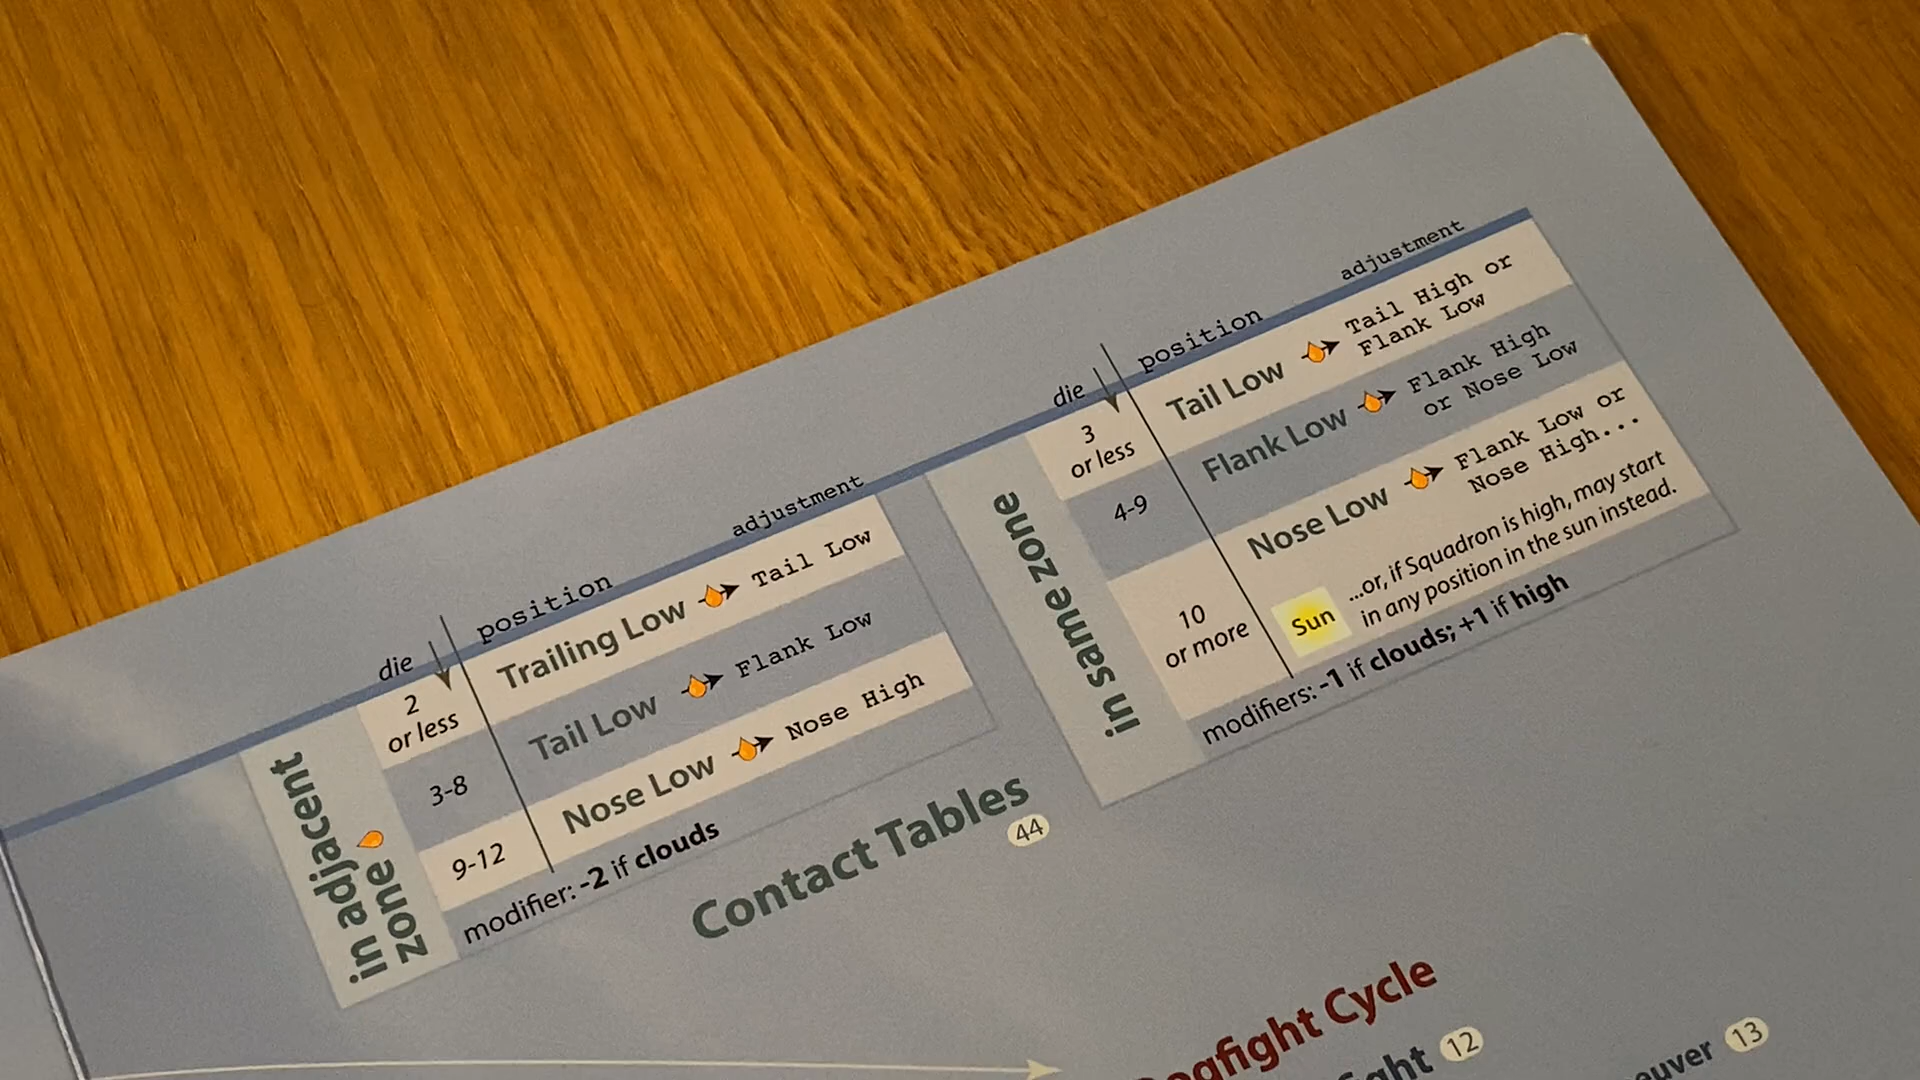 die
position
adjustment
in adjacent
zone
2
or less
Trailing Low
Tail Low
3-8
Tail Low
Flank Low
9-12
Nose Low
Nose High
modifier: -2 if clouds
die
position
adjustment
in same zone
3
or less
Tail Low
Tail High or
Flank Low
4-9
Flank Low
Flank High
or Nose Low
10
or more
Nose Low
Flank Low or
Nose High...
Sun
...or, if Squadron is high, may start
in any position in the sun instead.
modifiers: -1 if clouds; +1 if high
Contact Tables
44
Cycle
12
13